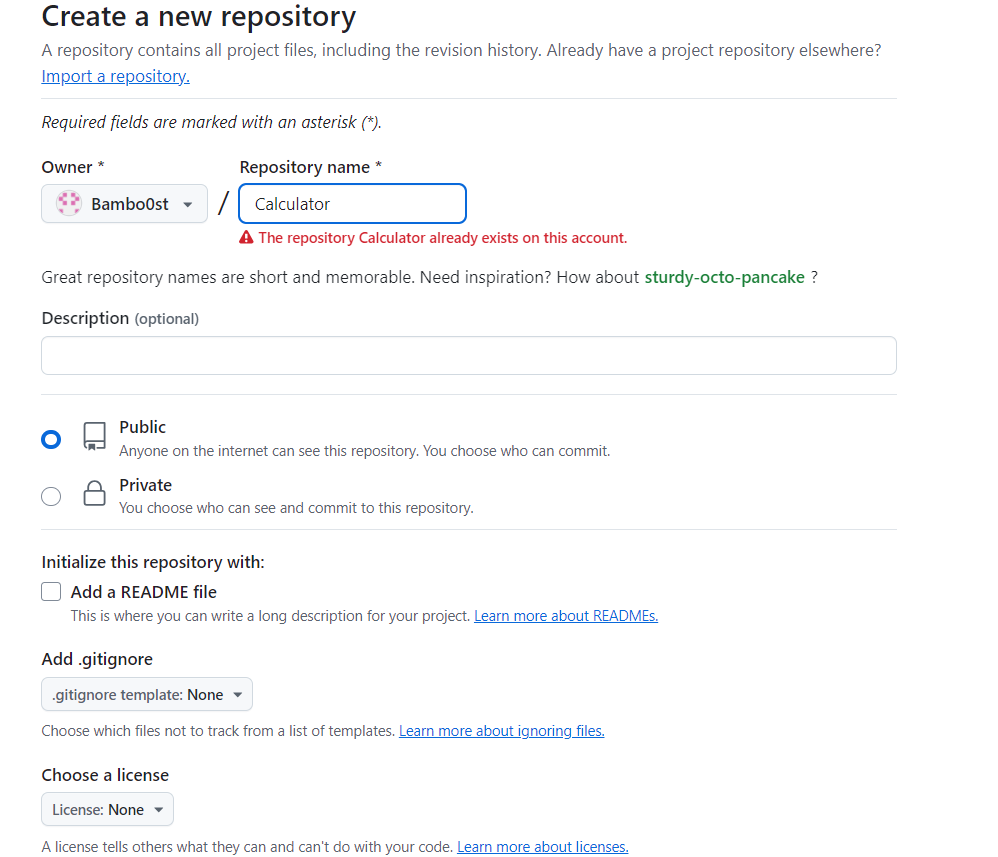 Create a new repository
A repository contains all project files, including the revision history. Already have a project repository elsewhere?
Import a repository.
Required fields are marked with an asterisk (*).
Owner *
Repository name *
Bambo0st
/
Calculator
The repository Calculator already exists on this account.
Great repository names are short and memorable. Need inspiration? How about sturdy-octo-pancake ?
Description (optional)
Public
Anyone on the internet can see this repository. You choose who can commit.
Private
You choose who can see and commit to this repository.
Initialize this repository with:
Add a README file
This is where you can write a long description for your project. Learn more about READMEs.
Add .gitignore
.gitignore template: None
Choose which files not to track from a list of templates. Learn more about ignoring files.
Choose a license
License: None
A license tells others what they can and can't do with your code. Learn more about licenses.